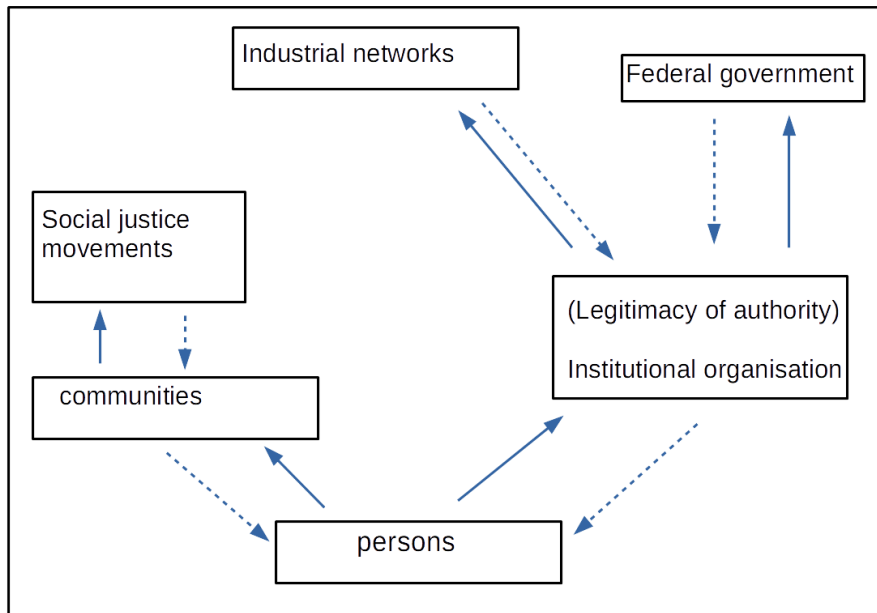 Industrial networks
Federal government
Social justice
movements
(Legitimacy of authority)
Institutional organisation
communities
persons